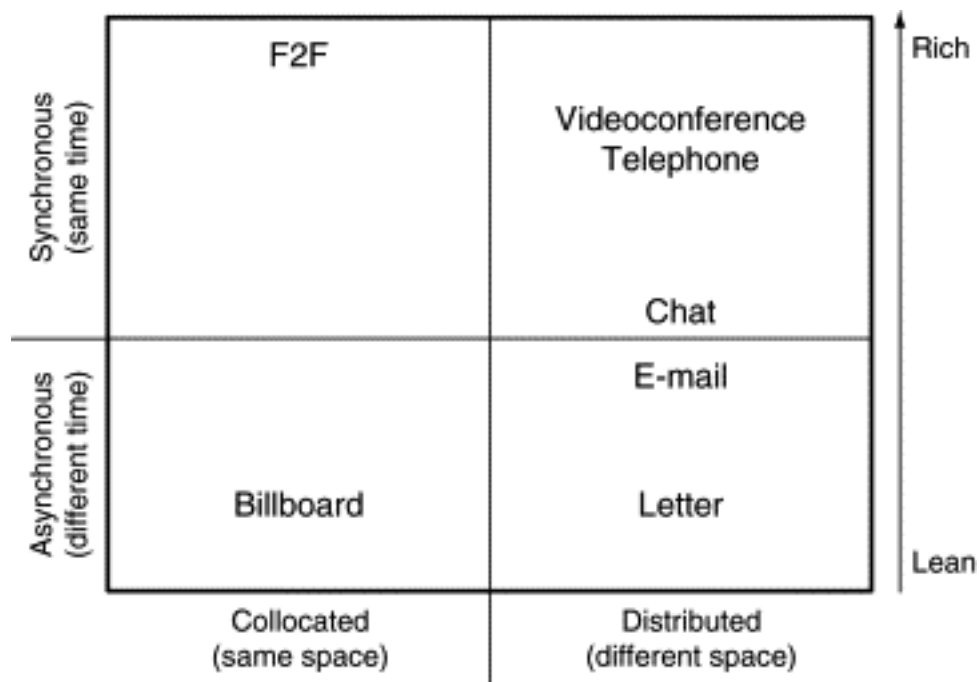 F2F
Rich
Videoconference
Telephone
Synchronous
(same time)
Chat
E-mail
Asynchronous
(different time)
Billboard
Letter
Lean
Collocated
(same space)
Distributed
(different space)